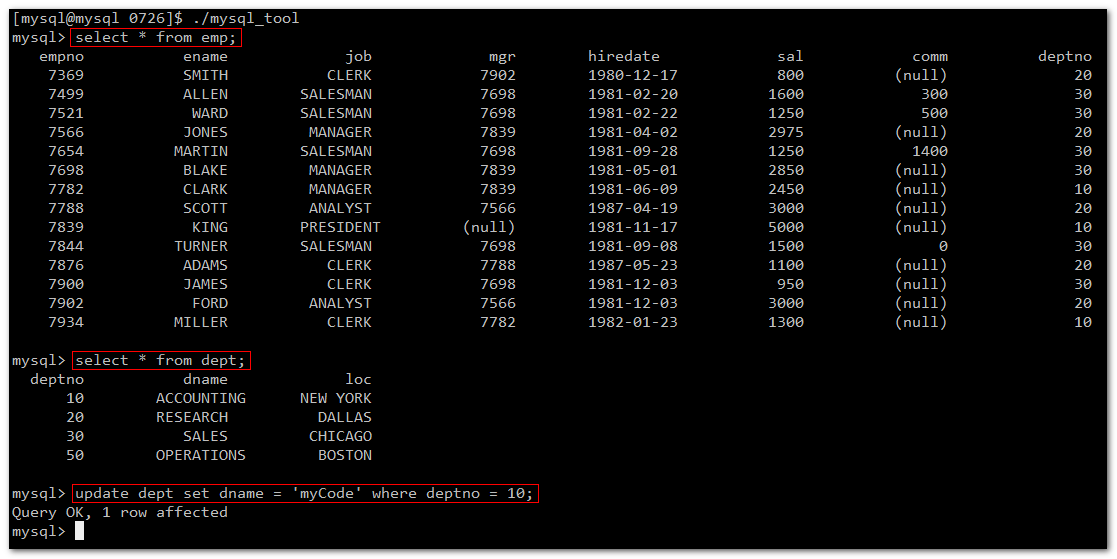 [mysql@mysql 0726]$ ./mysql_tool
mysql> select * from emp;
empno ename job mgr hiredate sal comm deptno
7369 SMITH CLERK 7902 1980-12-17 800 (null) 20
7499 ALLEN SALESMAN 7698 1981-02-20 1600 300 30
7521 WARD SALESMAN 7698 1981-02-22 1250 500 30
7566 JONES MANAGER 7839 1981-04-02 2975 (null) 20
7654 MARTIN SALESMAN 7698 1981-09-28 1250 1400 30
7698 BLAKE MANAGER 7839 1981-05-01 2850 (null) 30
7782 CLARK MANAGER 7839 1981-06-09 2450 (null) 10
7788 SCOTT ANALYST 7566 1987-04-19 3000 (null) 20
7839 KING PRESIDENT (null) 1981-11-17 5000 (null) 10
7844 TURNER SALESMAN 7698 1981-09-08 1500 0 30
7876 ADAMS CLERK 7788 1987-05-23 1100 (null) 20
7900 JAMES CLERK 7698 1981-12-03 950 (null) 30
7902 FORD ANALYST 7566 1981-12-03 3000 (null) 20
7934 MILLER CLERK 7782 1982-01-23 1300 (null) 10
mysql> select * from dept;
deptno dname loc
10 ACCOUNTING NEW YORK
20 RESEARCH DALLAS
30 SALES CHICAGO
50 OPERATIONS BOSTON
mysql> update dept set dname = 'myCode' where deptno = 10;
Query OK, 1 row affected
mysql>